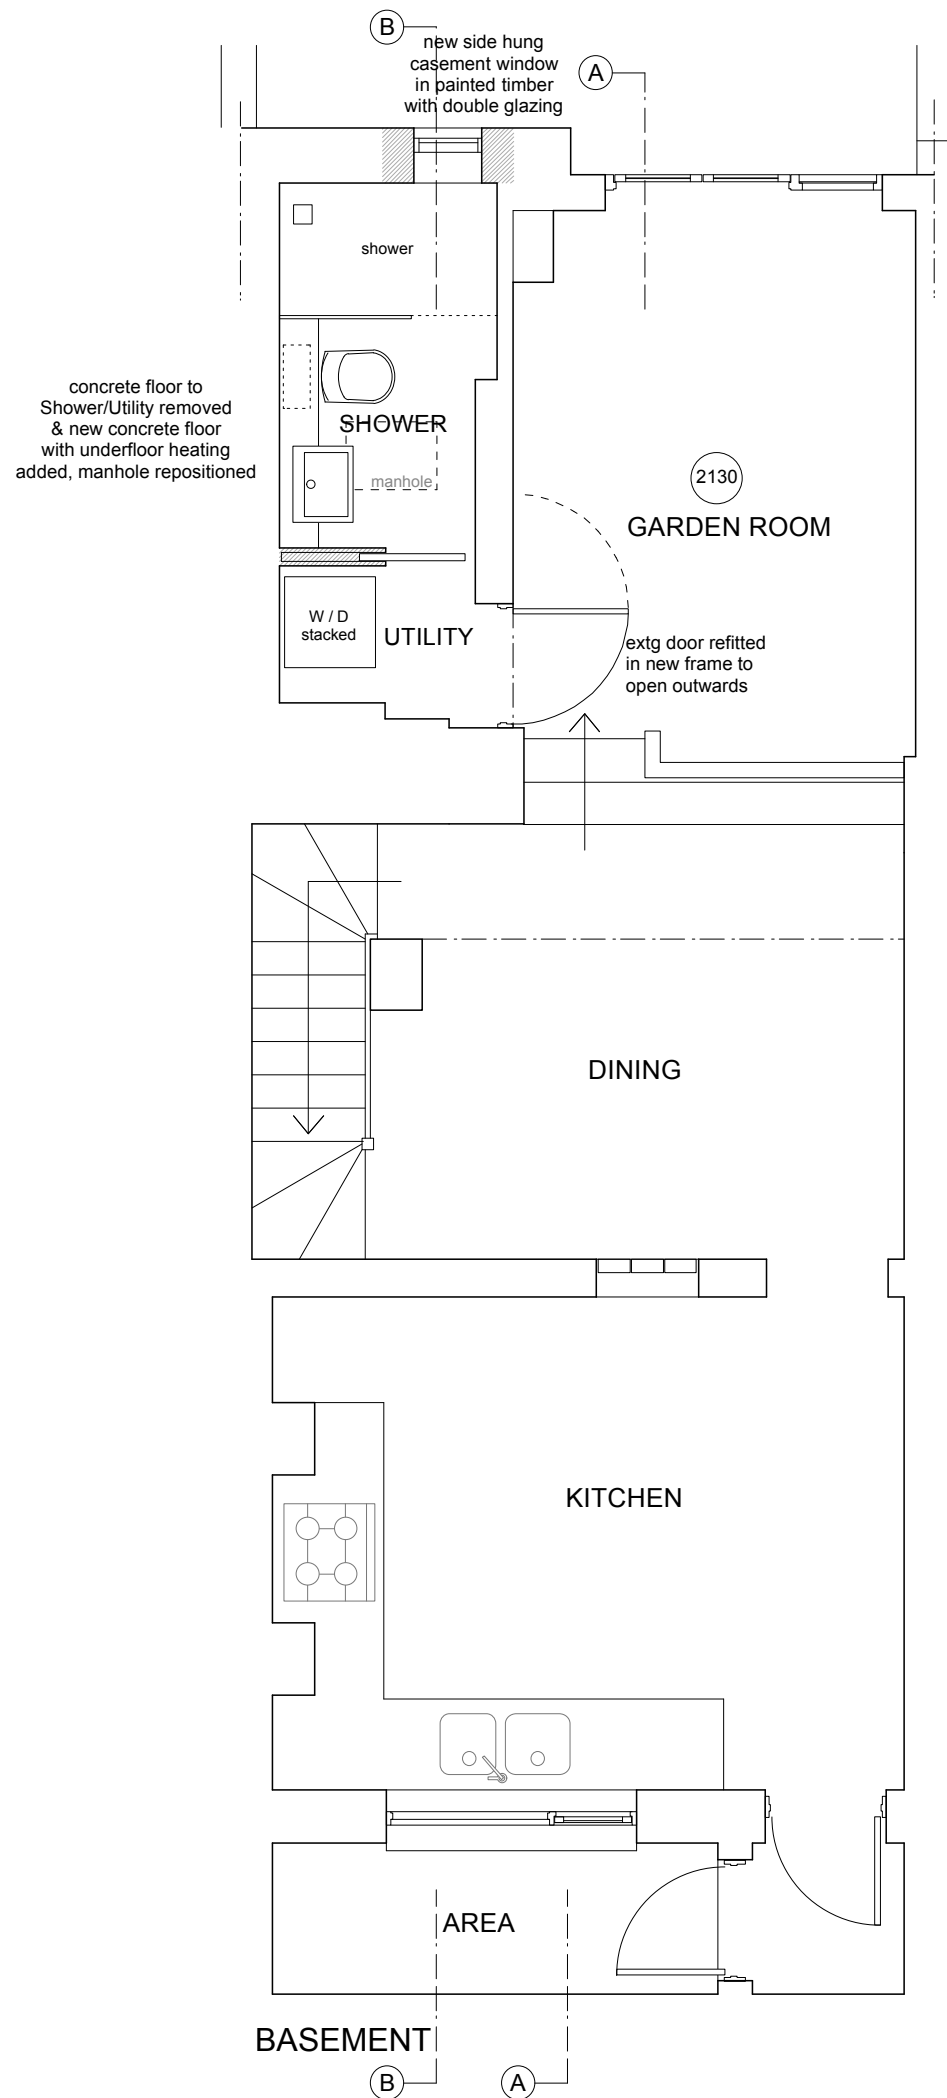 B
new side hung
casement window
in painted timber
with double glazing
A
shower
concrete floor to
Shower/Utility removed
& new concrete floor
with underfloor heating
added, manhole repositioned
SHOWER
manhole
2130
GARDEN ROOM
W / D
stacked
UTILITY
extg door refitted
in new frame to
open outwards
DINING
KITCHEN
AREA
BASEMENT
B
A